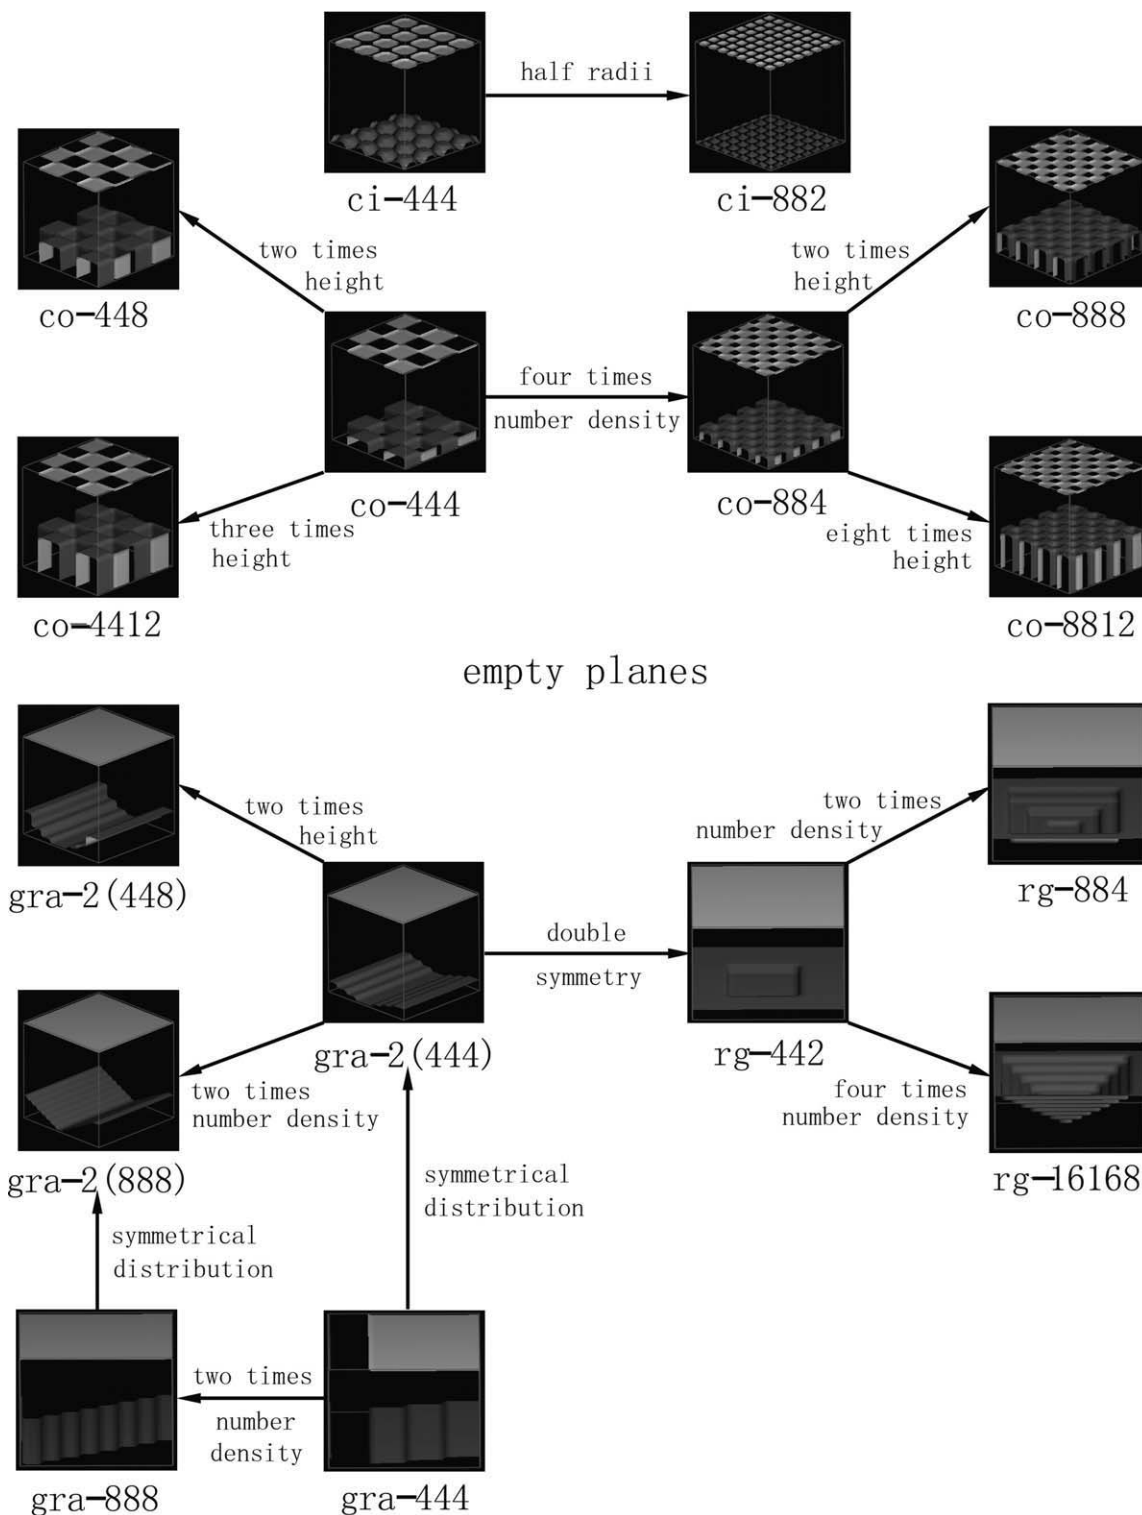 half radii
ci-444
ci-882
two times
height
two times
height
co-448
co-888
four times
number density
co-444
co-884
three times
height
eight times
height
co-4412
co-8812
empty planes
two times
height
two times
number density
gra-2(448)
rg-884
double
symmetry
gra-2(444)
rg-442
two times
number density
four times
number density
gra-2(888)
rg-16168
symmetrical
distribution
symmetrical
distribution
two times
number
density
gra-888
gra-444